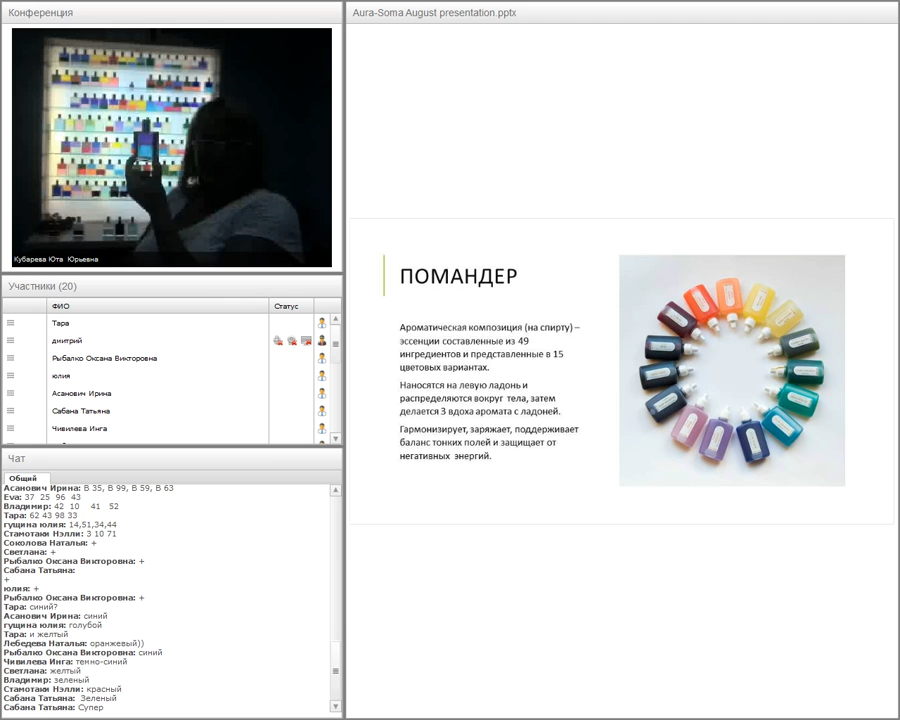 Конференция
Кубарева Юта Юрьевна
Участники (20)
ФИО
Статус
Тара
дмитрий
Рыбалко Оксана Викторовна
юлия
Асанович Ирина
Сабана Татьяна
Чивилева Инга
Чат
Общий
Асанович Ирина: В 35, В 99, В 59, В 63
Eva: 37 25 96 43
Владимир: 42 10 41 52
Тара: 62 43 98 33
гущина юлия: 14,51,34,44
Стамотаки Нэлли: 3 10 71
Соколова Наталья: +
Светлана: +
Рыбалко Оксана Викторовна: +
Сабана Татьяна:
+
юлия: +
Рыбалко Оксана Викторовна: +
Тара: синий?
Асанович Ирина: синий
гущина юлия: голубой
Тара: и желтый
Лебедева Наталья: оранжевый))
Рыбалко Оксана Викторовна: синий
Чивилева Инга: темно-синий
Светлана: желтый
Владимир: зеленый
Стамотаки Нэлли: красный
Сабана Татьяна: Зеленый
Сабана Татьяна: Супер
Aura-Soma August presentation.pptx
ПОМАНДЕР
Ароматическая композиция (на спирту) –
эссенции составленные из 49
ингредиентов и представленные в 15
цветовых вариантах.
Наносятся на левую ладонь и
распределяются вокруг тела, затем
делается 3 вдоха аромата с ладоней.
Гармонизирует, заряжает, поддерживает
баланс тонких полей и защищает от
негативных энергий.